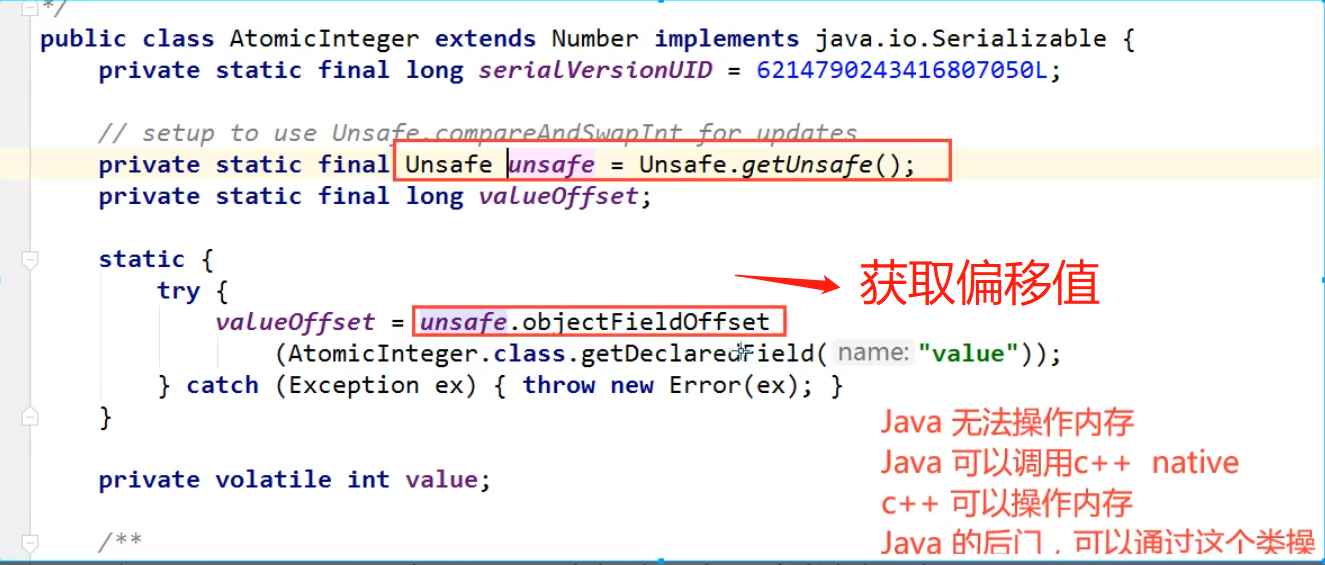 */
public class AtomicInteger extends Number implements java.io.Serializable {
private static final long serialVersionUID = 6214790243416807050L;
// setup to use Unsafe.compareAndSwapInt for updates
private static final Unsafe unsafe = Unsafe.getUnsafe();
private static final long valueOffset;
static {
try {
获取偏移值
valueOffset = unsafe.objectFieldOffset
(AtomicInteger.class.getDeclaredField( name: "value"));
} catch (Exception ex) { throw new Error(ex); }
}
Java 无法操作内存
Java 可以调用c++ native
private volatile int value;
c++ 可以操作内存
/**
Java 的后门，可以通过这个类操